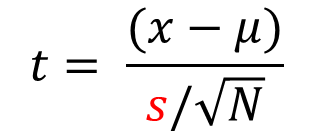 t = (x − μ) / (s/√N)